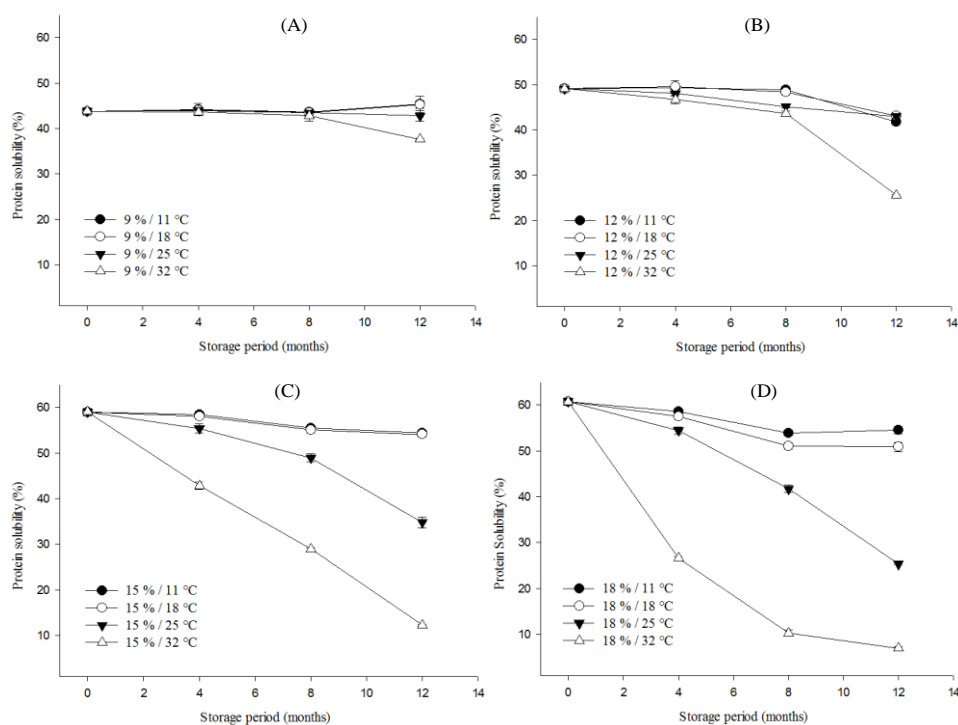 (A)
Protein solubility (%)
60
50
40
30
20
10
9 % / 11 °C
9 % / 18 °C
9 % / 25 °C
9 % / 32 °C
0 2 4 6 8 10 12 14
Storage period (months)
(B)
Protein solubility (%)
60
50
40
30
20
10
12 % / 11 °C
12 % / 18 °C
12 % / 25 °C
12 % / 32 °C
0 2 4 6 8 10 12 14
Storage period (months)
(C)
Protein solubility (%)
60
50
40
30
20
10
15 % / 11 °C
15 % / 18 °C
15 % / 25 °C
15 % / 32 °C
0 2 4 6 8 10 12 14
Storage period (months)
(D)
Protein Solubility (%)
60
50
40
30
20
10
18 % / 11 °C
18 % / 18 °C
18 % / 25 °C
18 % / 32 °C
0 2 4 6 8 10 12 14
Storage period (months)